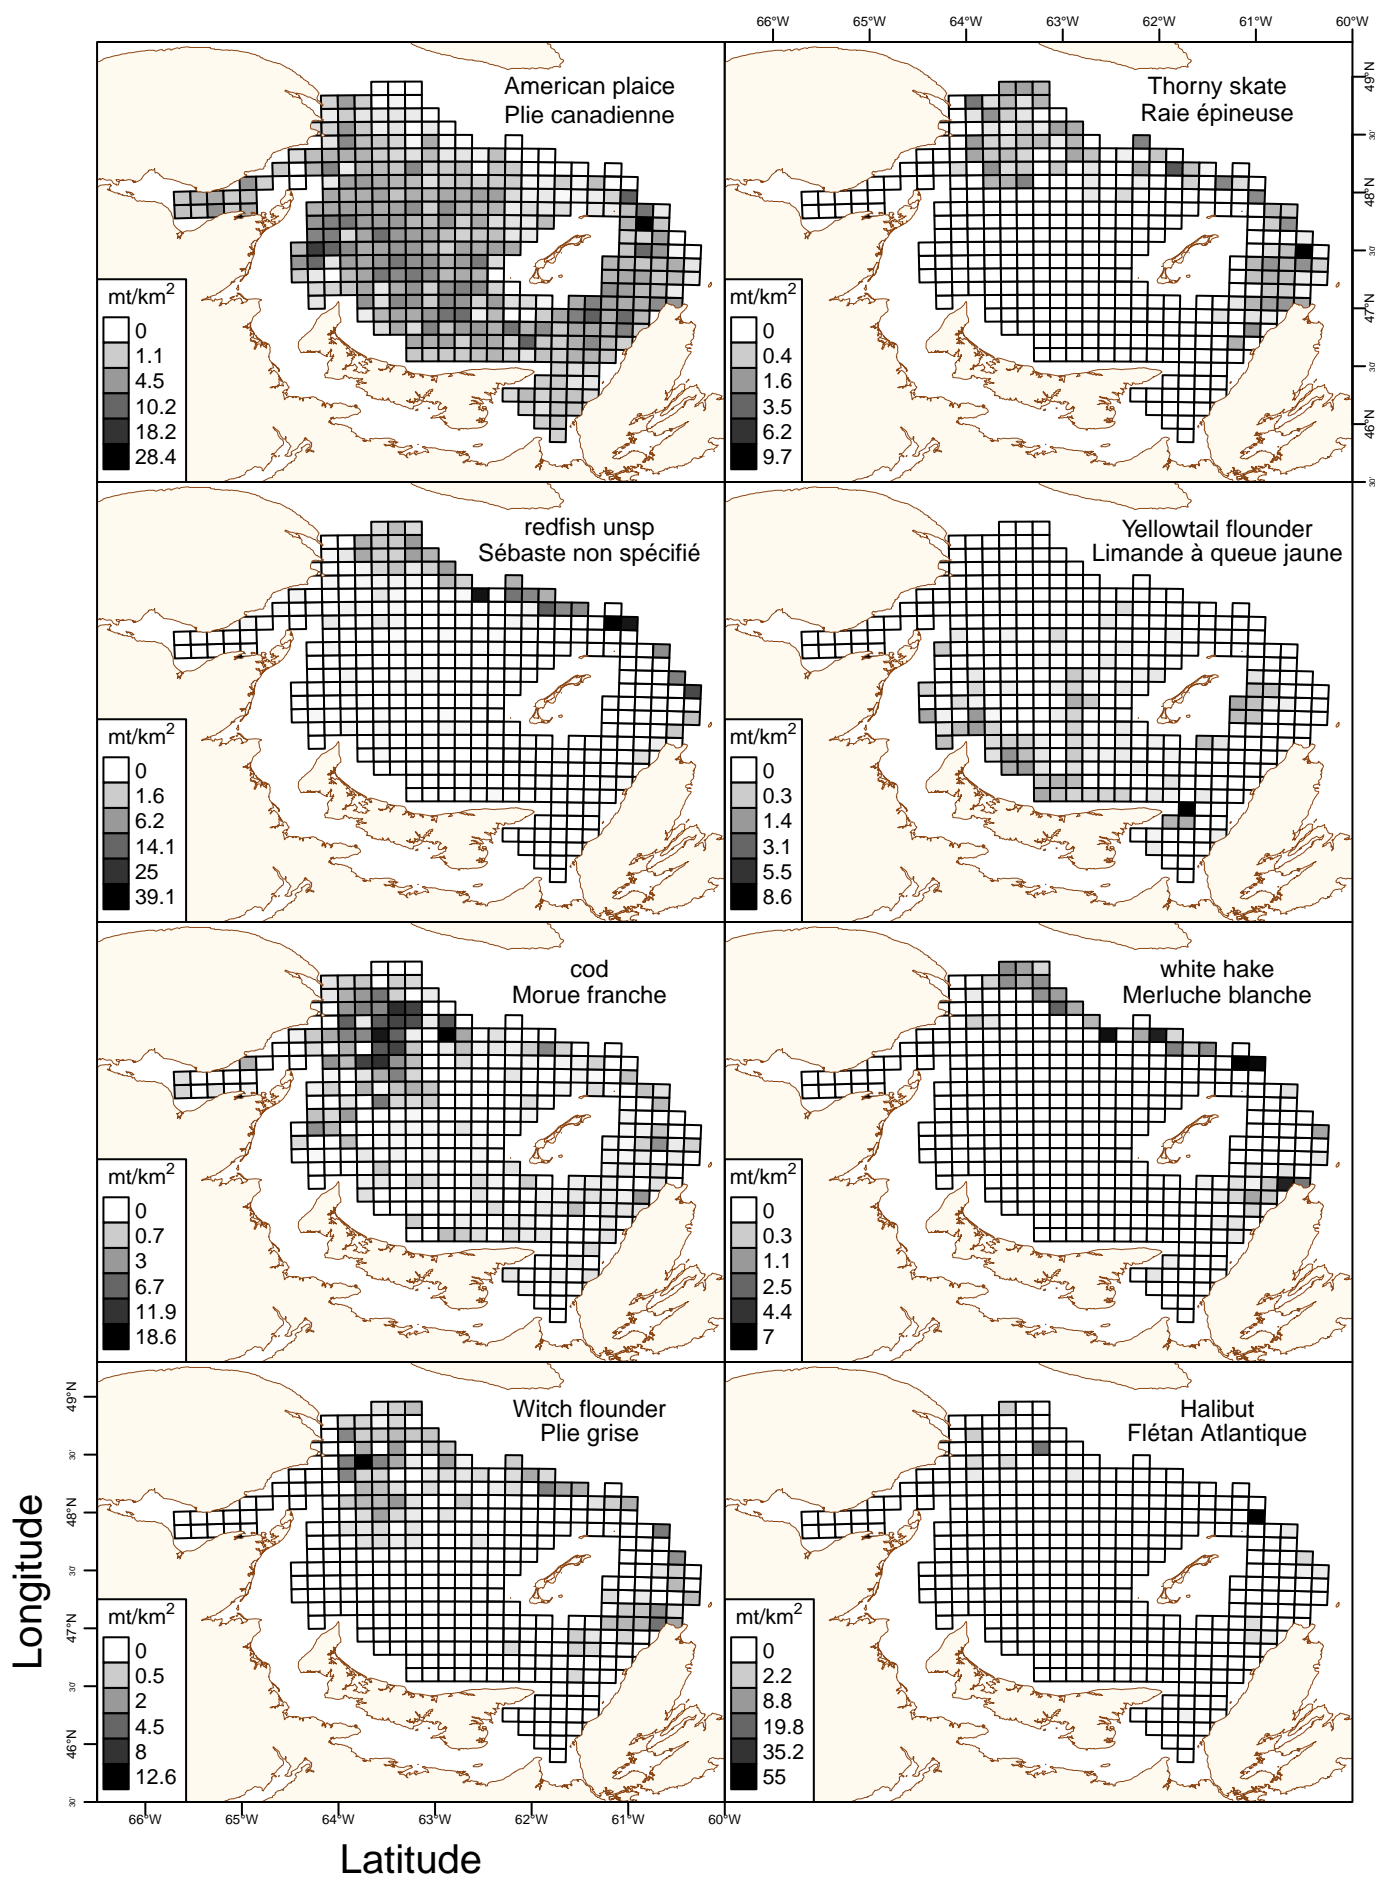 66°W 64°W 63°W 62°W 61°W 60°W
American plaice
Plie canadienne
mt/km2
0
1.1
4.5
10.2
18.2
28.4
Thorny skate
Raie épineuse
mt/km2
0
0.4
1.6
3.5
6.2
9.7
49°N
30'
48°N
30'
47°N
30'
46°N
30'
redfish unsp
Sébaste non spécifié
mt/km2
0
1.6
6.2
14.1
25
39.1
Yellowtail flounder
Limande à queue jaune
mt/km2
0
0.3
1.4
3.1
5.5
8.6
cod
Morue franche
mt/km2
0
0.7
3
6.7
11.9
18.6
white hake
Merluche blanche
mt/km2
0
0.3
1.1
2.5
4.4
7
49°N
30'
48°N
30'
47°N
30'
46°N
30'
Witch flounder
Plie grise
mt/km2
0
0.5
2
4.5
8
12.6
Halibut
Flétan Atlantique
mt/km2
0
2.2
8.8
19.8
35.2
55
66°W 65°W 64°W 63°W 62°W 61°W 60°W
Longitude
Latitude